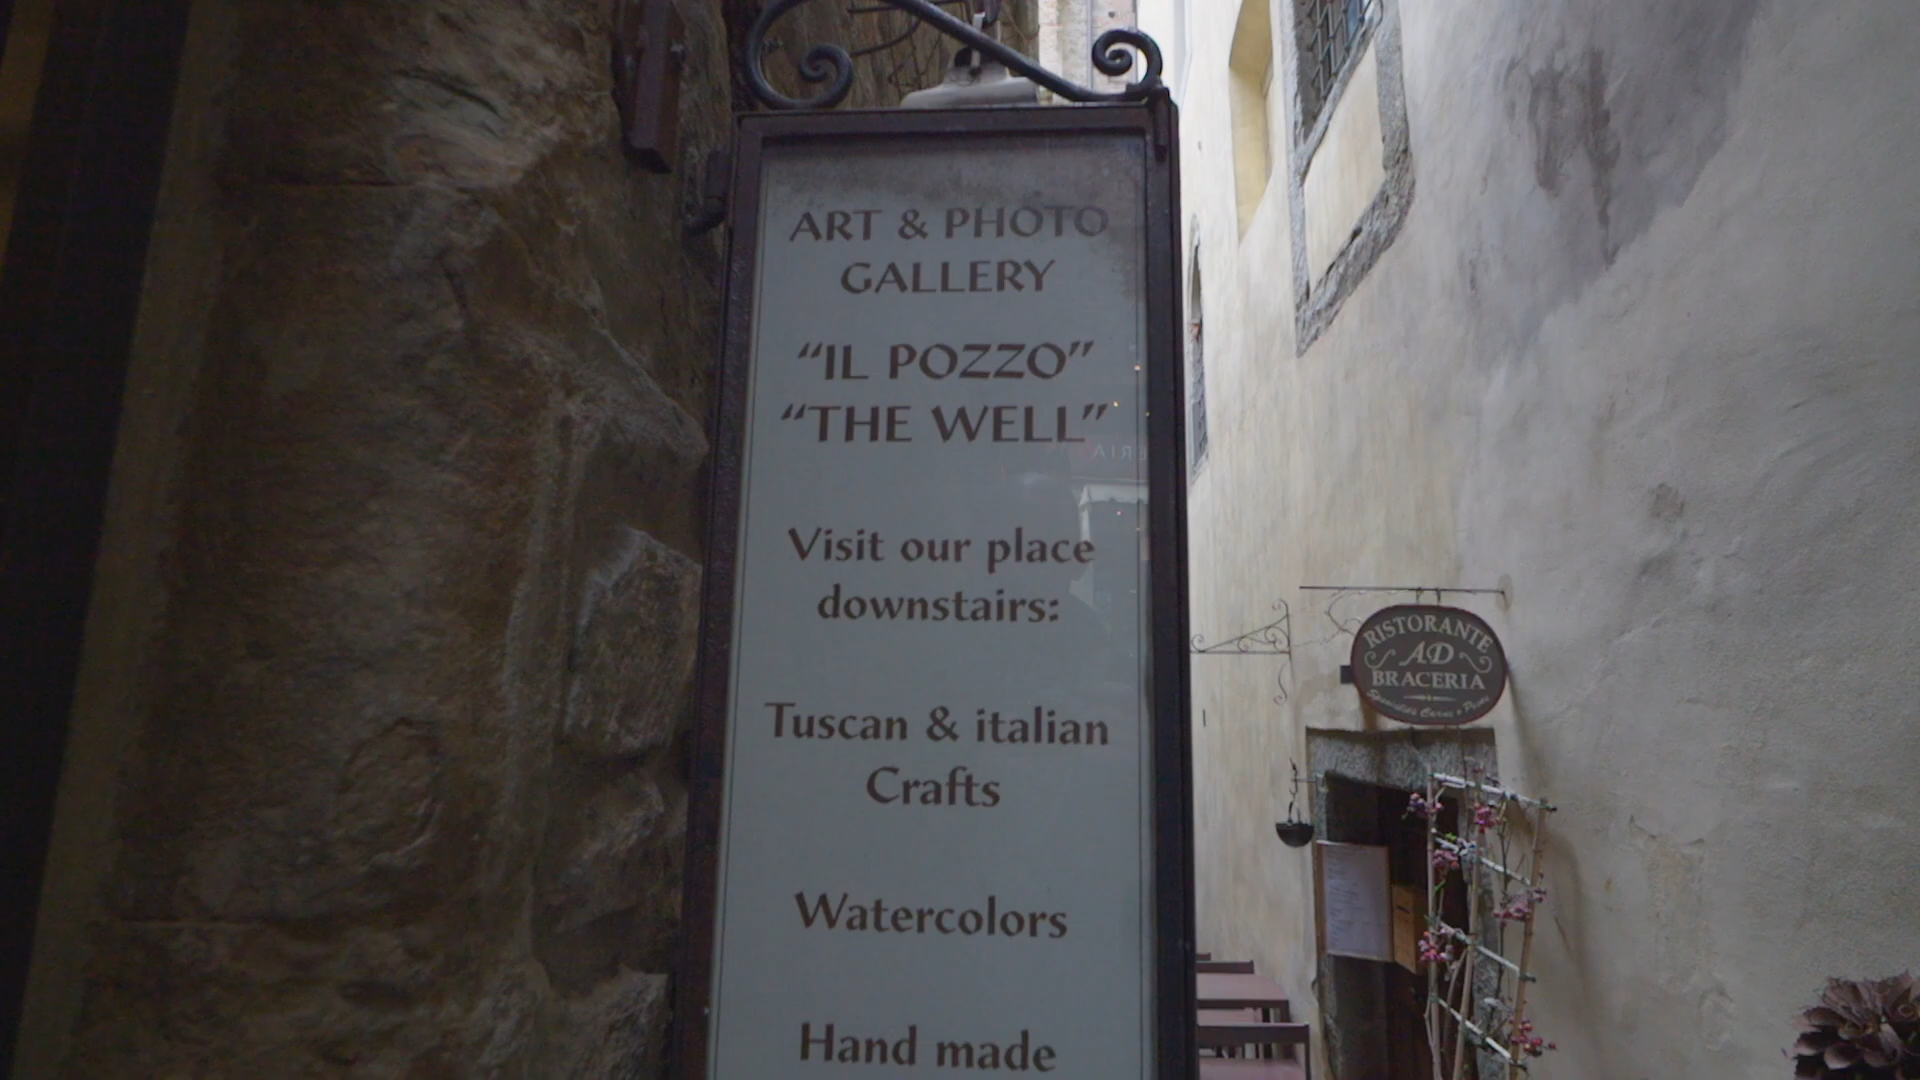 ART & PHOTO
GALLERY
“IL POZZO”
“THE WELL”
Visit our place
downstairs:
Tuscan & italian
Crafts
Watercolors
Hand made
RISTORANTE
AD
BRACERIA